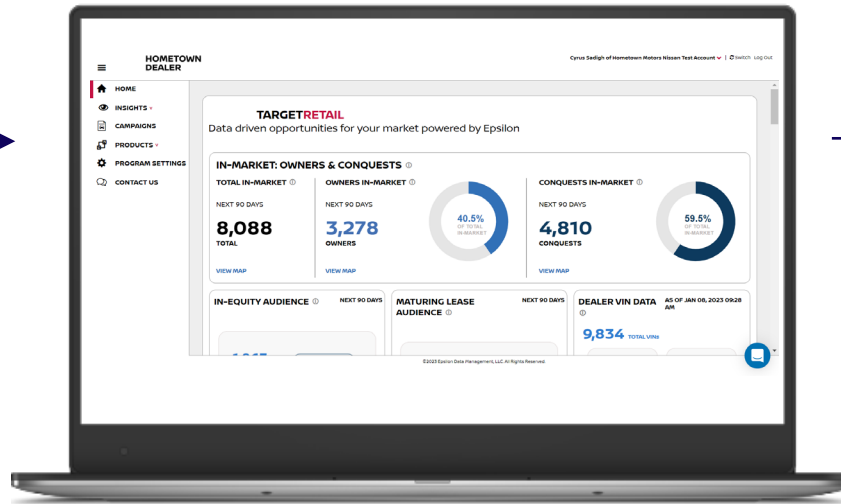 HOMETOWN
DEALER
Cyrus Sadigh of Hometown Motors Nissan Test Account | Switch Log Out
HOME
INSIGHTS
CAMPAIGNS
PRODUCTS
PROGRAM SETTINGS
CONTACT US
TARGETRETAIL
Data driven opportunities for your market powered by Epsilon
IN-MARKET: OWNERS & CONQUESTS
TOTAL IN-MARKET
NEXT 90 DAYS
8,088
TOTAL
VIEW MAP
OWNERS IN-MARKET
NEXT 90 DAYS
3,278
OWNERS
VIEW MAP
40.5%
OF TOTAL
IN-MARKET
CONQUESTS IN-MARKET
NEXT 90 DAYS
4,810
CONQUESTS
VIEW MAP
59.5%
OF TOTAL
IN-MARKET
IN-EQUITY AUDIENCE NEXT 90 DAYS
MATURING LEASE
AUDIENCE
NEXT 90 DAYS
DEALER VIN DATA
AS OF JAN 08, 2023 09:28
AM
9,834 TOTAL VINs
©2023 Epsilon Data Management, LLC. All Rights Reserved